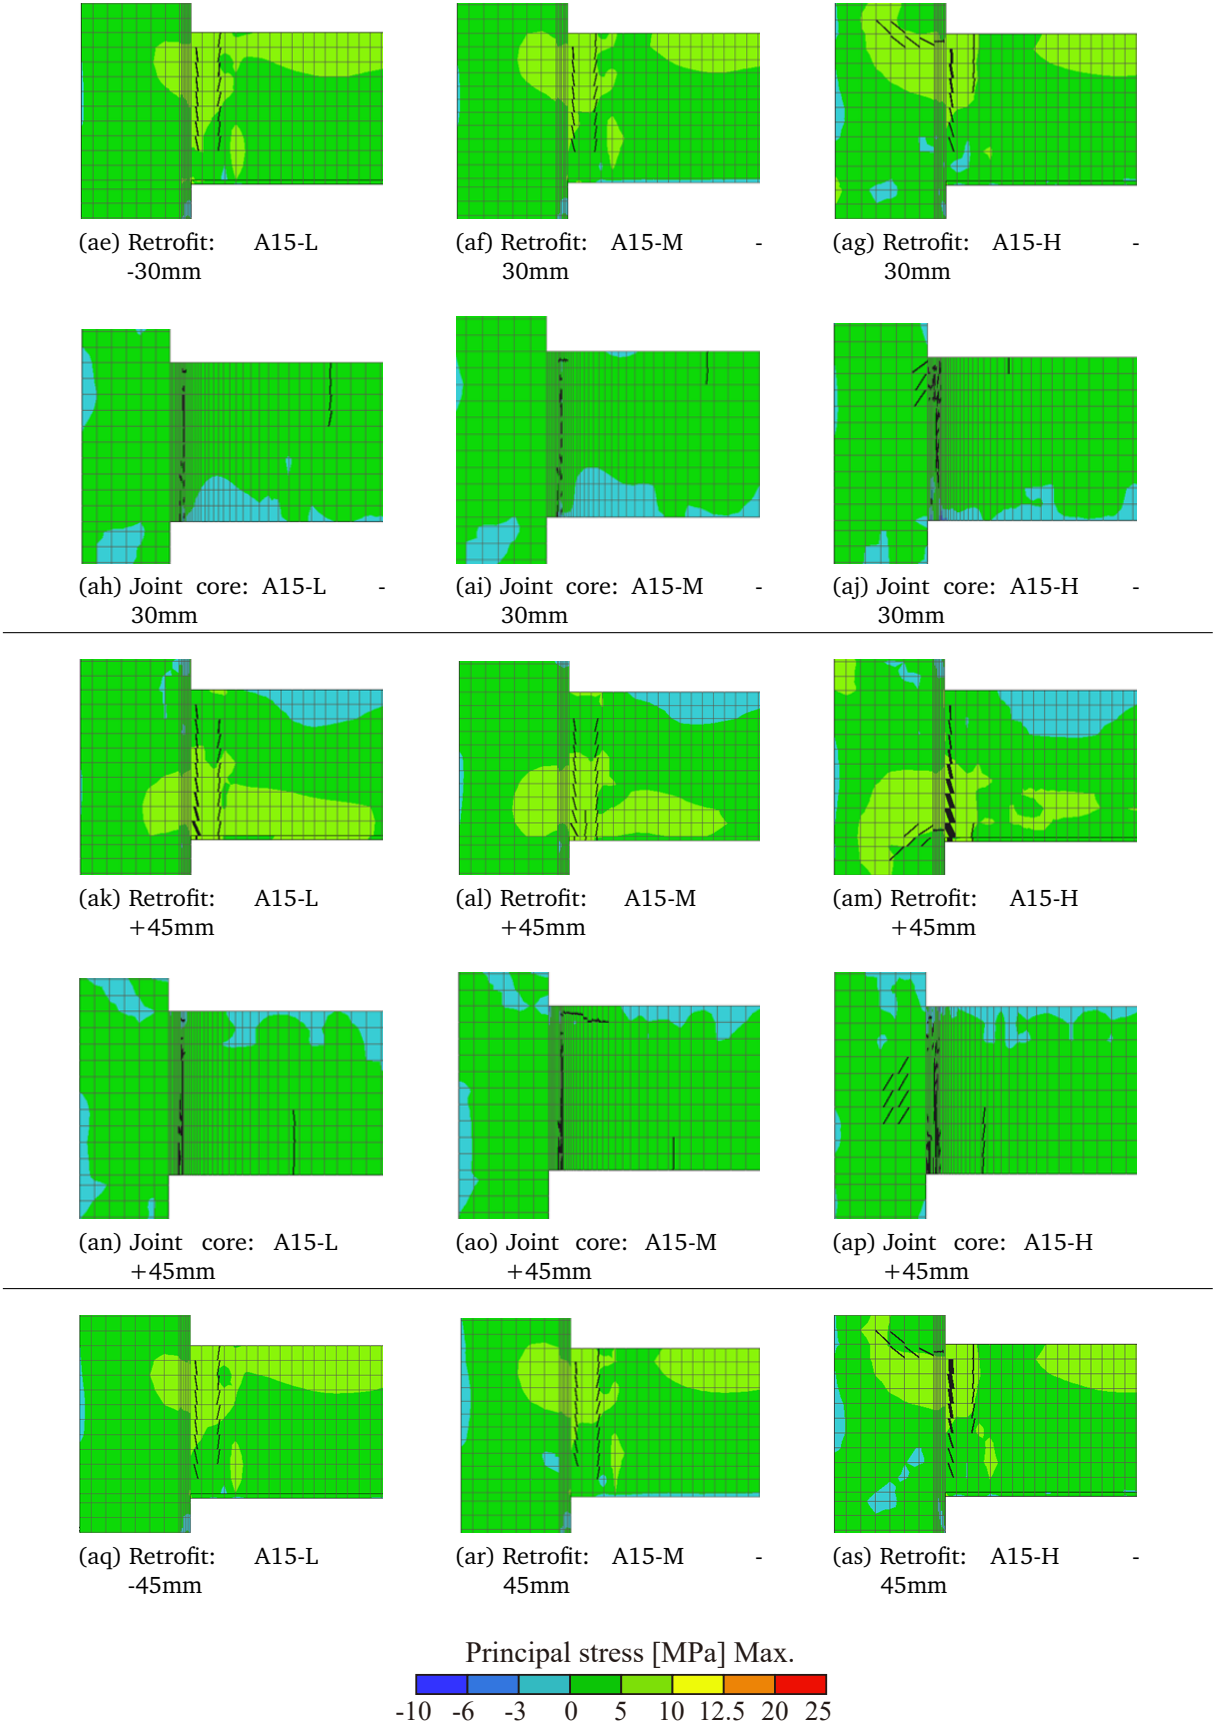 (ae) Retrofit: A15-L
-30mm
(af) Retrofit: A15-M -
30mm
(ag) Retrofit: A15-H -
30mm
(ah) Joint core: A15-L -
30mm
(ai) Joint core: A15-M -
30mm
(aj) Joint core: A15-H -
30mm
(ak) Retrofit: A15-L
+45mm
(al) Retrofit: A15-M
+45mm
(am) Retrofit: A15-H
+45mm
(an) Joint core: A15-L
+45mm
(ao) Joint core: A15-M
+45mm
(ap) Joint core: A15-H
+45mm
(aq) Retrofit: A15-L
-45mm
(ar) Retrofit: A15-M -
45mm
(as) Retrofit: A15-H -
45mm
Principal stress [MPa] Max.
-10 -6 -3 0 5 10 12.5 20 25